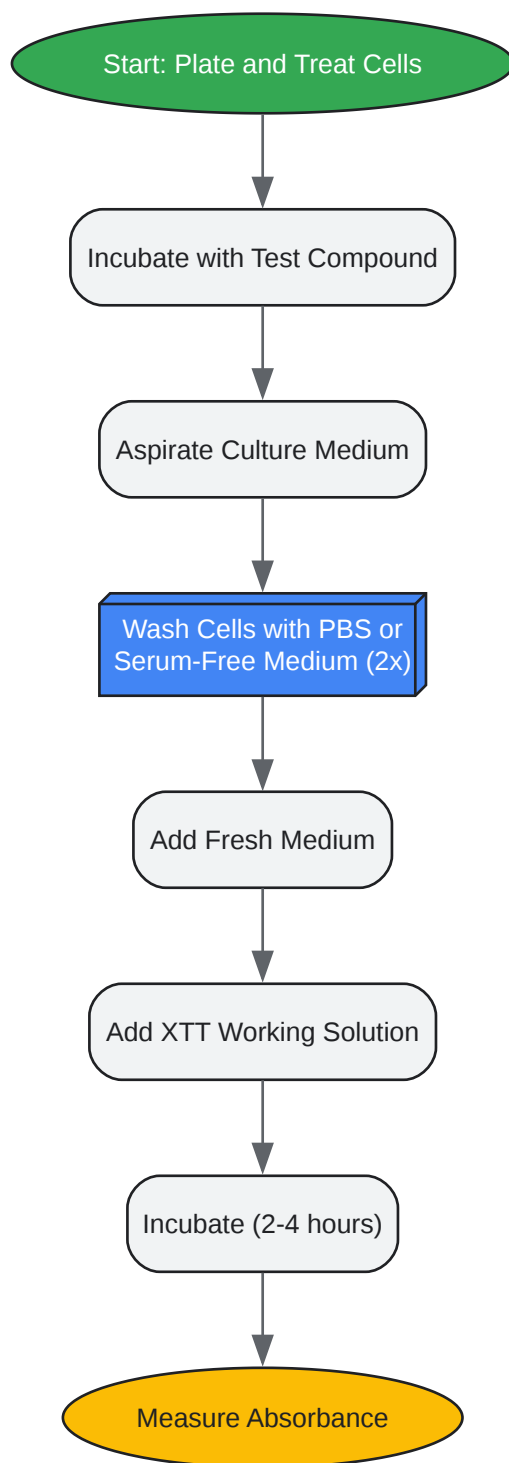 Start: Plate and Treat Cells
Incubate with Test Compound
Aspirate Culture Medium
Wash Cells with PBS or
Serum-Free Medium (2x)
Add Fresh Medium
Add XTT Working Solution
Incubate (2-4 hours)
Measure Absorbance